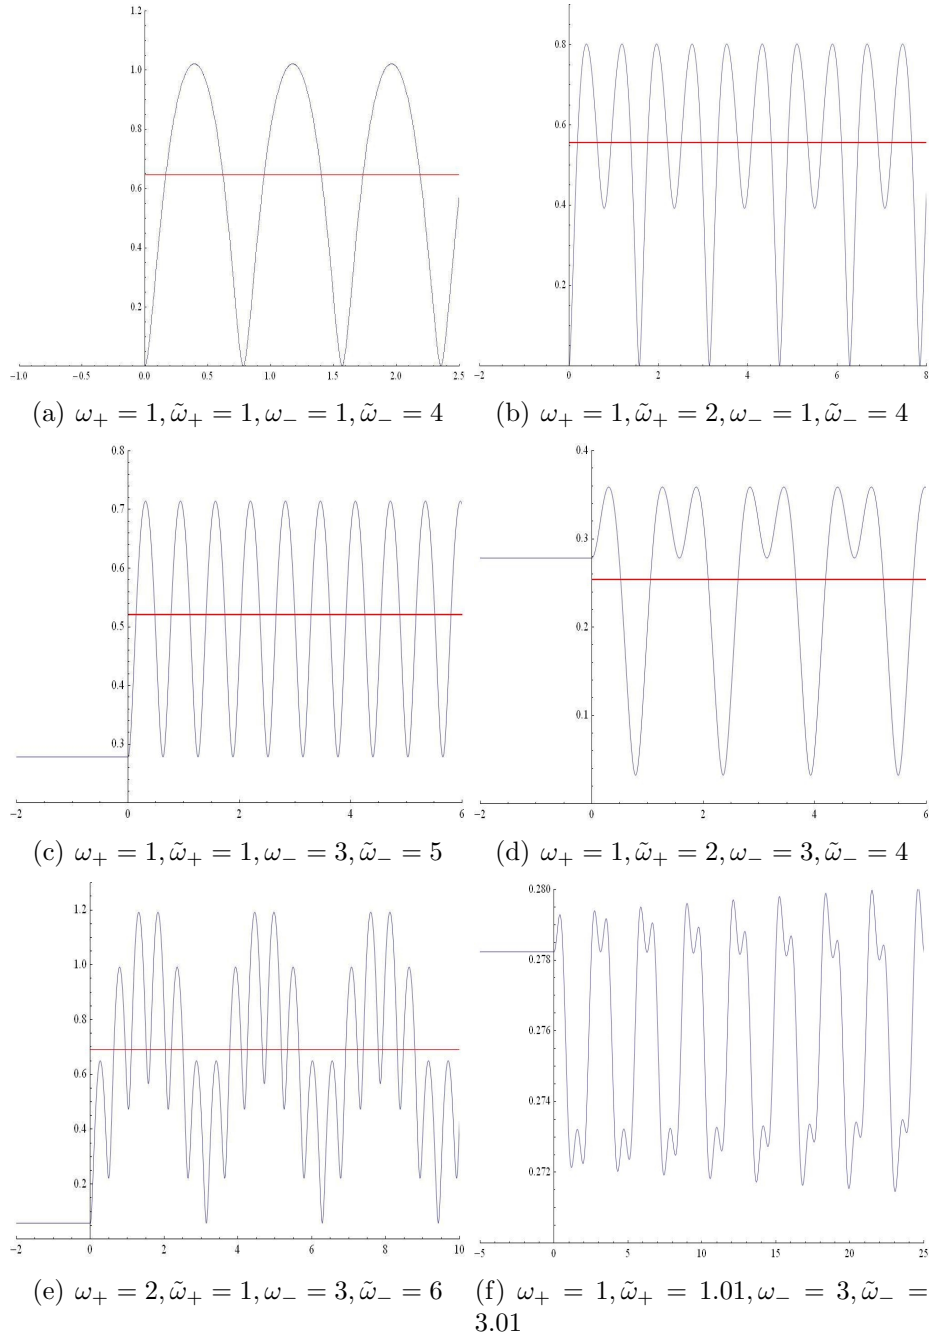 1.2
1.0
0.8
0.6
0.4
0.2
-1.0 -0.5 0.0 0.5 1.0 1.5 2.0 2.5
(a) ω₊ = 1, ω̃₊ = 1, ω₋ = 1, ω̃₋ = 4
0.8
0.6
0.4
0.2
-2 0 2 4 6 8
(b) ω₊ = 1, ω̃₊ = 2, ω₋ = 1, ω̃₋ = 4
0.8
0.7
0.6
0.5
0.4
0.3
-2 0 2 4 6
(c) ω₊ = 1, ω̃₊ = 1, ω₋ = 3, ω̃₋ = 5
0.4
0.3
0.2
0.1
-2 0 2 4 6
(d) ω₊ = 1, ω̃₊ = 2, ω₋ = 3, ω̃₋ = 4
1.2
1.0
0.8
0.6
0.4
0.2
-2 0 2 4 6 8 10
(e) ω₊ = 2, ω̃₊ = 1, ω₋ = 3, ω̃₋ = 6
0.280
0.278
0.276
0.274
0.272
-5 0 5 10 15 20 25
(f) ω₊ = 1, ω̃₊ = 1.01, ω₋ = 3, ω̃₋ =
3.01